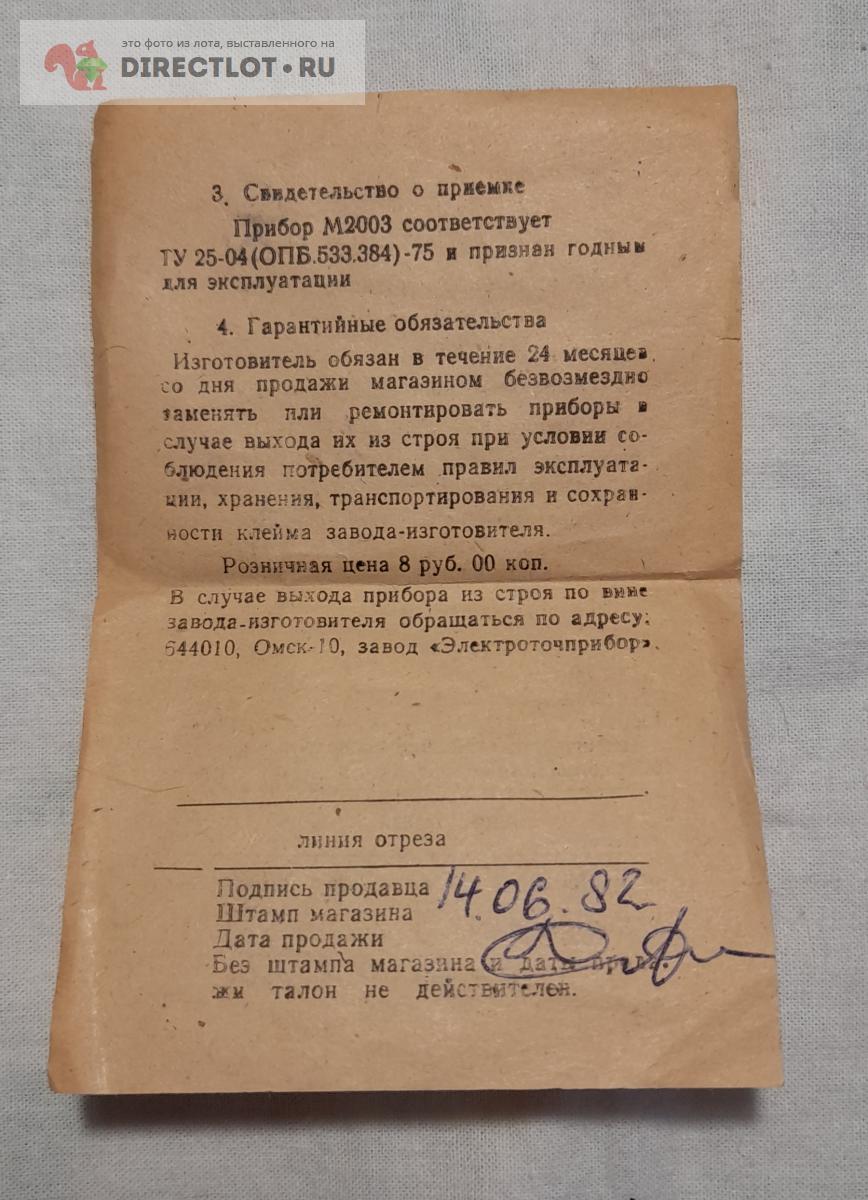 это фото из лота, выставленного на
DIRECTLOT.RU
3. Свидетельство о приемке
Прибор М2003 соответствует
ТУ 25-04(ОПБ.533.384)-75 и признан годным
для эксплуатации
4. Гарантийные обязательства
Изготовитель обязан в течение 24 месяцев
со дня продажи магазином безвозмездно
заменять или ремонтировать приборы в
случае выхода их из строя при условии со-
блюдения потребителем правил эксплуата-
ции, хранения, транспортирования и сохран-
ности клейма завода-изготовителя.
Розничная цена 8 руб. 00 коп.
В случае выхода прибора из строя по вине
завода-изготовителя обращаться по адресу:
644010, Омск-10, завод «Электроточприбор».
линия отреза
Подпись продавца 14.06.82
Штамп магазина
Дата продажи
Без штампа магазина и даты прода-
жи талон не действителен.